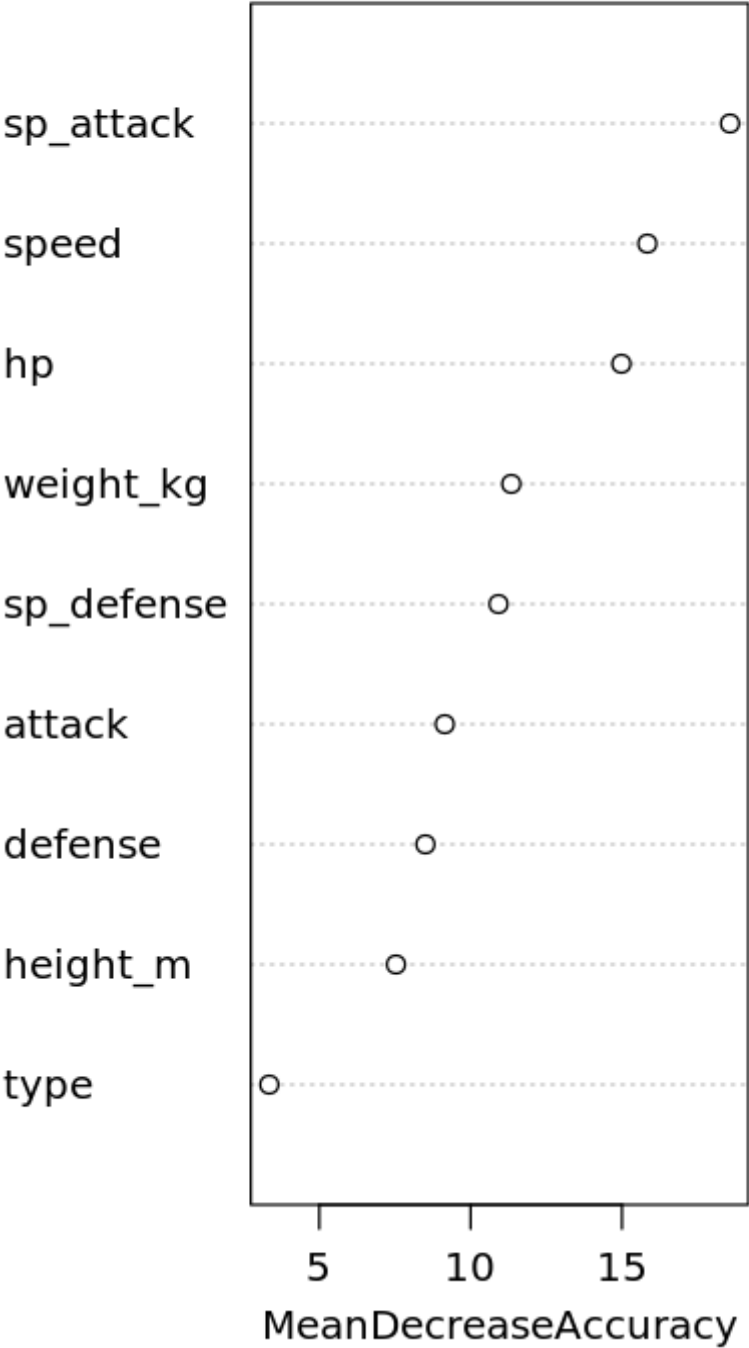 sp_attack
speed
hp
weight_kg
sp_defense
attack
defense
height_m
type
5 10 15
MeanDecreaseAccuracy